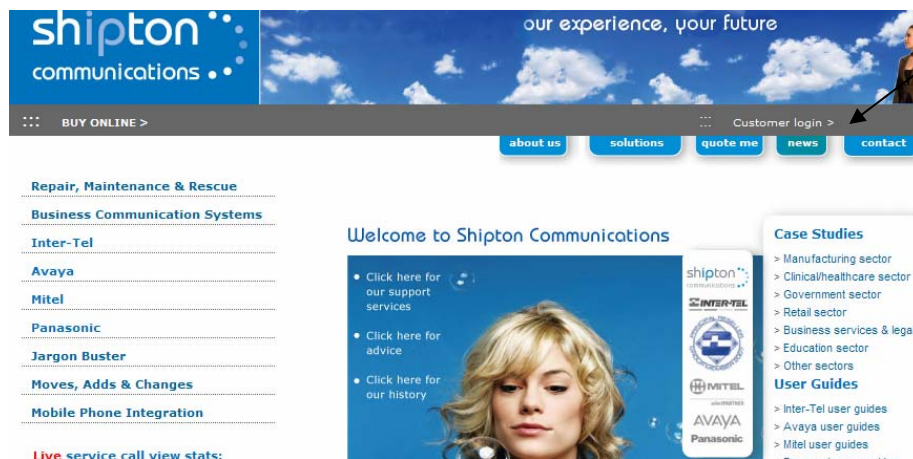 shipton
communications
our experience, your future
BUY ONLINE >
Customer login >
about us
solutions
quote me
news
contact
Repair, Maintenance & Rescue
Business Communication Systems
Inter-Tel
Avaya
Mitel
Panasonic
Jargon Buster
Moves, Adds & Changes
Mobile Phone Integration
Live service call view stats:
Welcome to Shipton Communications
• Click here for
our support
services
• Click here for
advice
• Click here for
our history
shipton
communications
INTER-TEL
MITEL
AVAYA
Panasonic
Case Studies
> Manufacturing sector
> Clinical/healthcare sector
> Government sector
> Retail sector
> Business services & lega
> Education sector
> Other sectors
User Guides
> Inter-Tel user guides
> Avaya user guides
> Mitel user guides